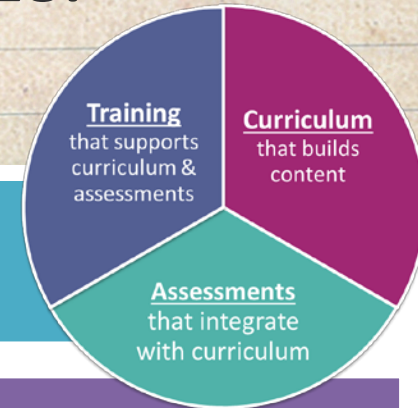 Training
that supports
curriculum &
assessments
Curriculum
that builds
content
Assessments
that integrate
with curriculum